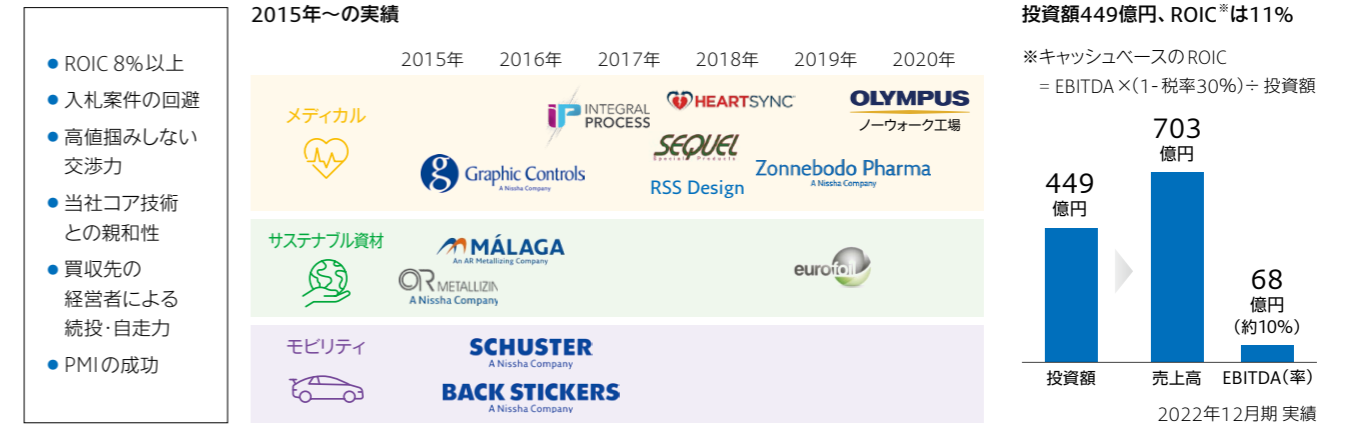 ● ROIC 8％以上
● 入札案件の回避
● 高値掴みしない
交渉力
● 当社コア技術
との親和性
● 買収先の
経営者による
続投・自走力
● PMIの成功
2015年～の実績
2015年 2016年 2017年 2018年 2019年 2020年
メディカル
iP INTEGRAL
PROCESS
HEARTSYNC
OLYMPUS
ノーウォーク工場
g Graphic Controls
A Nissha Company
SEQUEL
Special Products
RSS Design
Zonnebodo Pharma
A Nissha Company
サステナブル資材
MÁLAGA
An AR Metallizing Company
OR METALLIZIN
A Nissha Company
eurofoil
モビリティ
SCHUSTER
A Nissha Company
BACK STICKERS
A Nissha Company
投資額449億円、ROIC※は11%
※キャッシュベースのROIC
= EBITDA×(1-税率30%)÷投資額
449
億円
703
億円
68
億円
(約10%)
投資額 売上高 EBITDA(率)
2022年12月期 実績